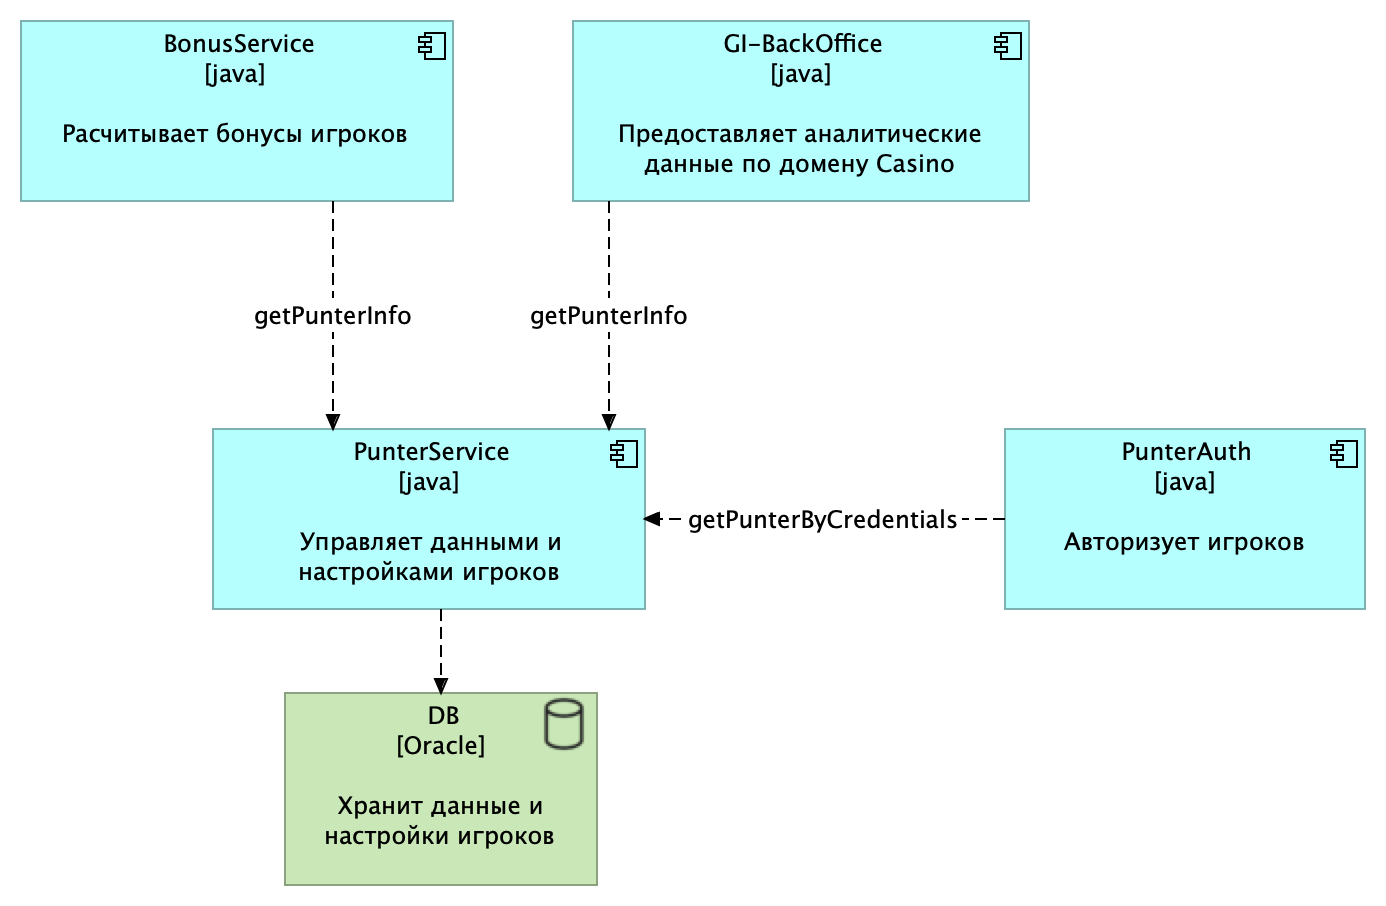 BonusService
[java]
Расчитывает бонусы игроков
GI-BackOffice
[java]
Предоставляет аналитические
данные по домену Casino
getPunterInfo
getPunterInfo
PunterService
[java]
Управляет данными и
настройками игроков
getPunterByCredentials
PunterAuth
[java]
Авторизует игроков
DB
[Oracle]
Хранит данные и
настройки игроков